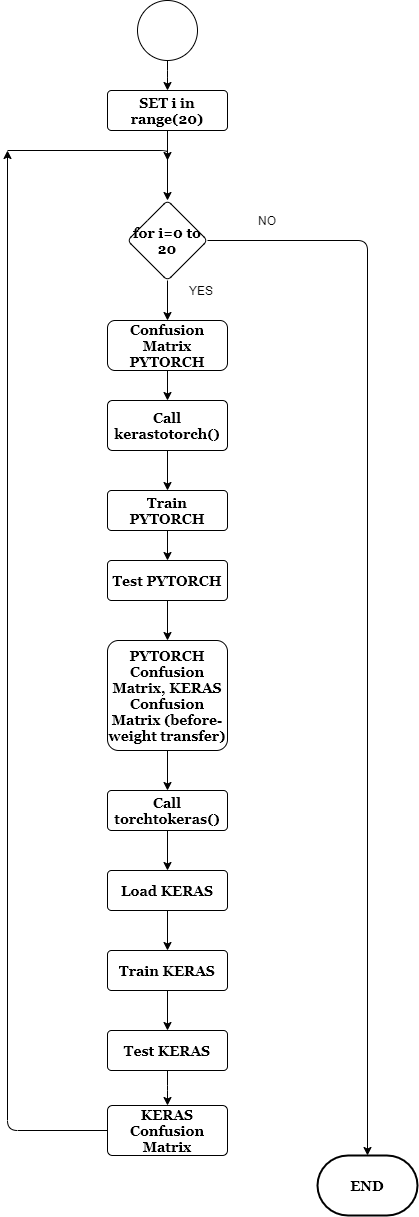 SET i in
range(20)
for i=0 to
20
NO
YES
Confusion
Matrix
PYTORCH
Call
kerastotorch()
Train
PYTORCH
Test PYTORCH
PYTORCH
Confusion
Matrix, KERAS
Confusion
Matrix (before-
weight transfer)
Call
torchtokeras()
Load KERAS
Train KERAS
Test KERAS
KERAS
Confusion
Matrix
END